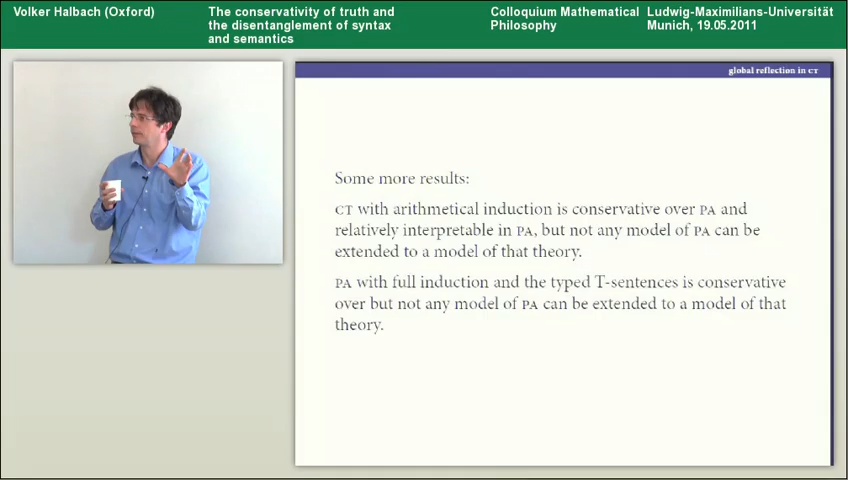 Volker Halbach (Oxford)
The conservativity of truth and
the disentanglement of syntax
and semantics
Colloquium Mathematical
Philosophy
Ludwig-Maximilians-Universität
Munich, 19.05.2011
global reflection in CT
Some more results:
CT with arithmetical induction is conservative over PA and
relatively interpretable in PA, but not any model of PA can be
extended to a model of that theory.
PA with full induction and the typed T-sentences is conservative
over but not any model of PA can be extended to a model of that
theory.